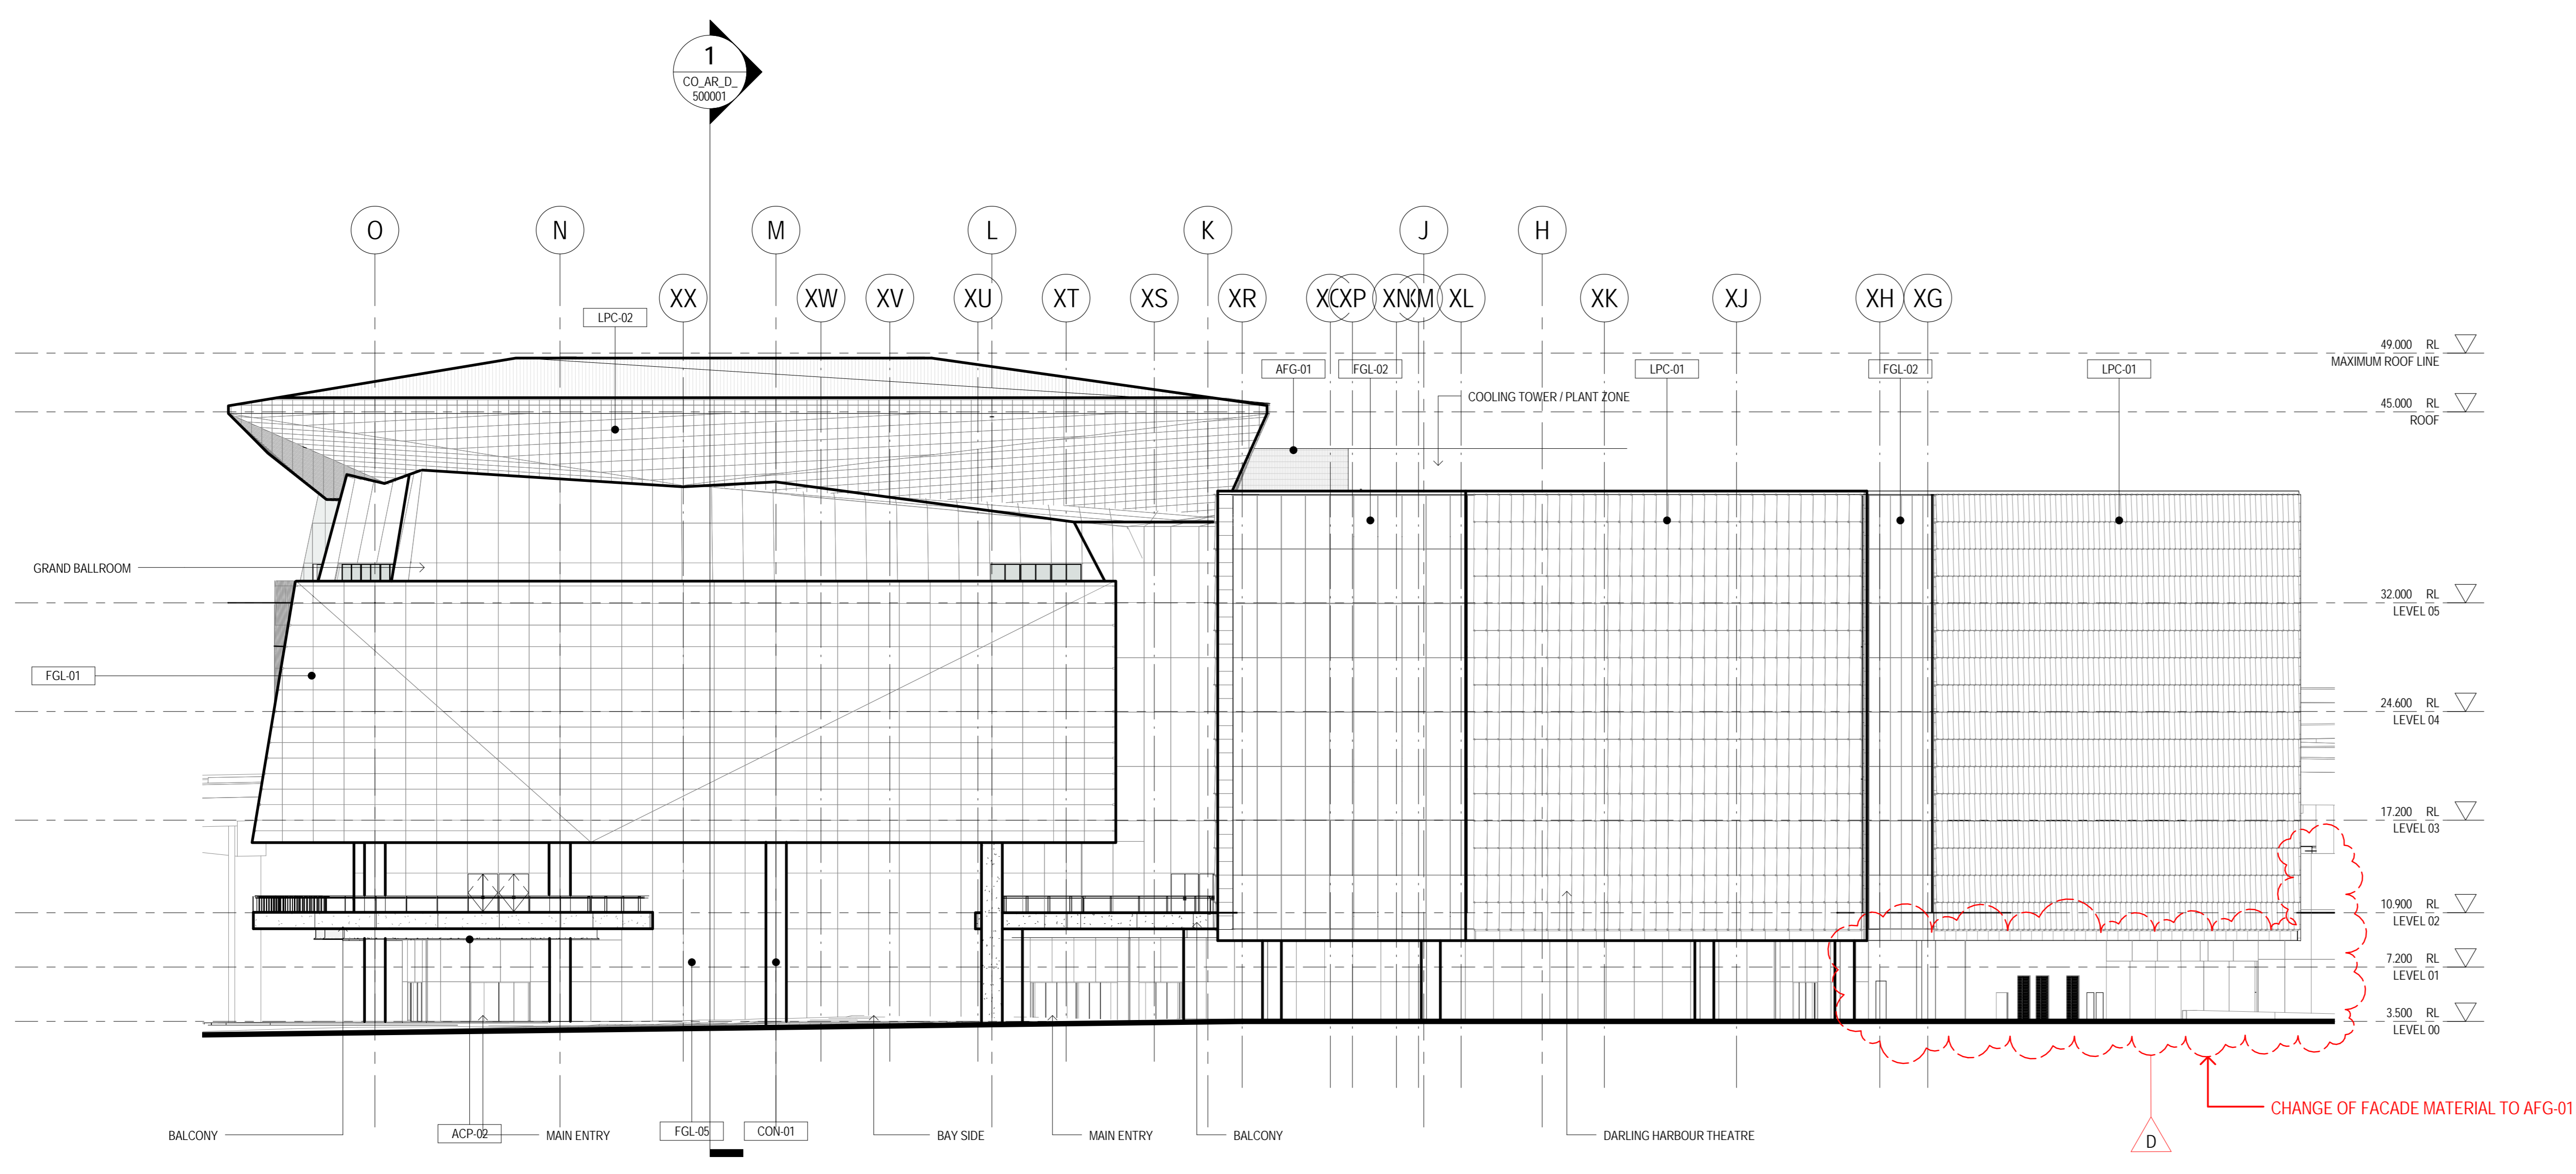 1
CO_AR_D_
500001
O
N
M
L
K
J
H
XX
XW
XV
XU
XT
XS
XR
XP
XN
XL
XK
XJ
XH
XG
LPC-02
49.000 RL
MAXIMUM ROOF LINE
AFG-01
FGL-02
LPC-01
FGL-02
LPC-01
COOLING TOWER / PLANT ZONE
45.000 RL
ROOF
GRAND BALLROOM
32.000 RL
LEVEL 05
FGL-01
24.600 RL
LEVEL 04
17.200 RL
LEVEL 03
10.900 RL
LEVEL 02
7.200 RL
LEVEL 01
3.500 RL
LEVEL 00
CHANGE OF FACADE MATERIAL TO AFG-01
BALCONY
ACP-02
MAIN ENTRY
FGL-05
CON-01
BAY SIDE
MAIN ENTRY
BALCONY
DARLING HARBOUR THEATRE
D